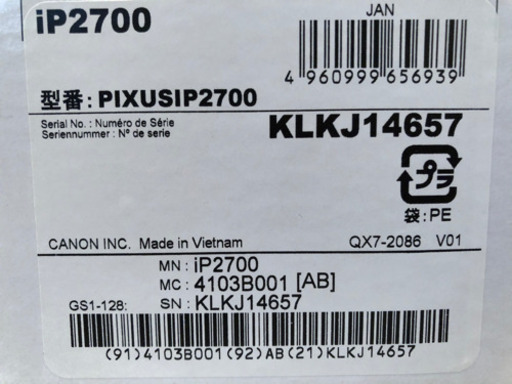 iP2700
JAN
4 960999 656939
型番: PIXUSIP2700
Serial No. : Numéro de Série
Seriennummer : Nº de serie
KLKJ14657
プラ
袋:PE
CANON INC. Made in Vietnam
QX7-2086 V01
MN: iP2700
MC: 4103B001 [AB]
GS1-128: SN: KLKJ14657
(91)4103B001(92)AB(21)KLKJ14657